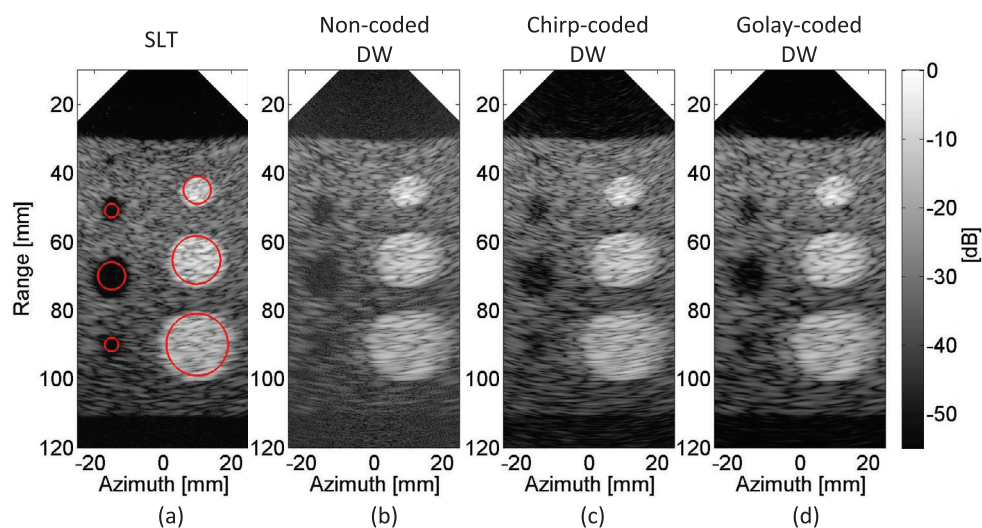 SLT
Non-coded
DW
Chirp-coded
DW
Golay-coded
DW
Range [mm]
20
40
60
80
100
120
-20 0 20
Azimuth [mm]
(a)
20
40
60
80
100
120
-20 0 20
Azimuth [mm]
(b)
20
40
60
80
100
120
-20 0 20
Azimuth [mm]
(c)
20
40
60
80
100
120
-20 0 20
Azimuth [mm]
(d)
0
-10
-20
-30
-40
-50
[dB]